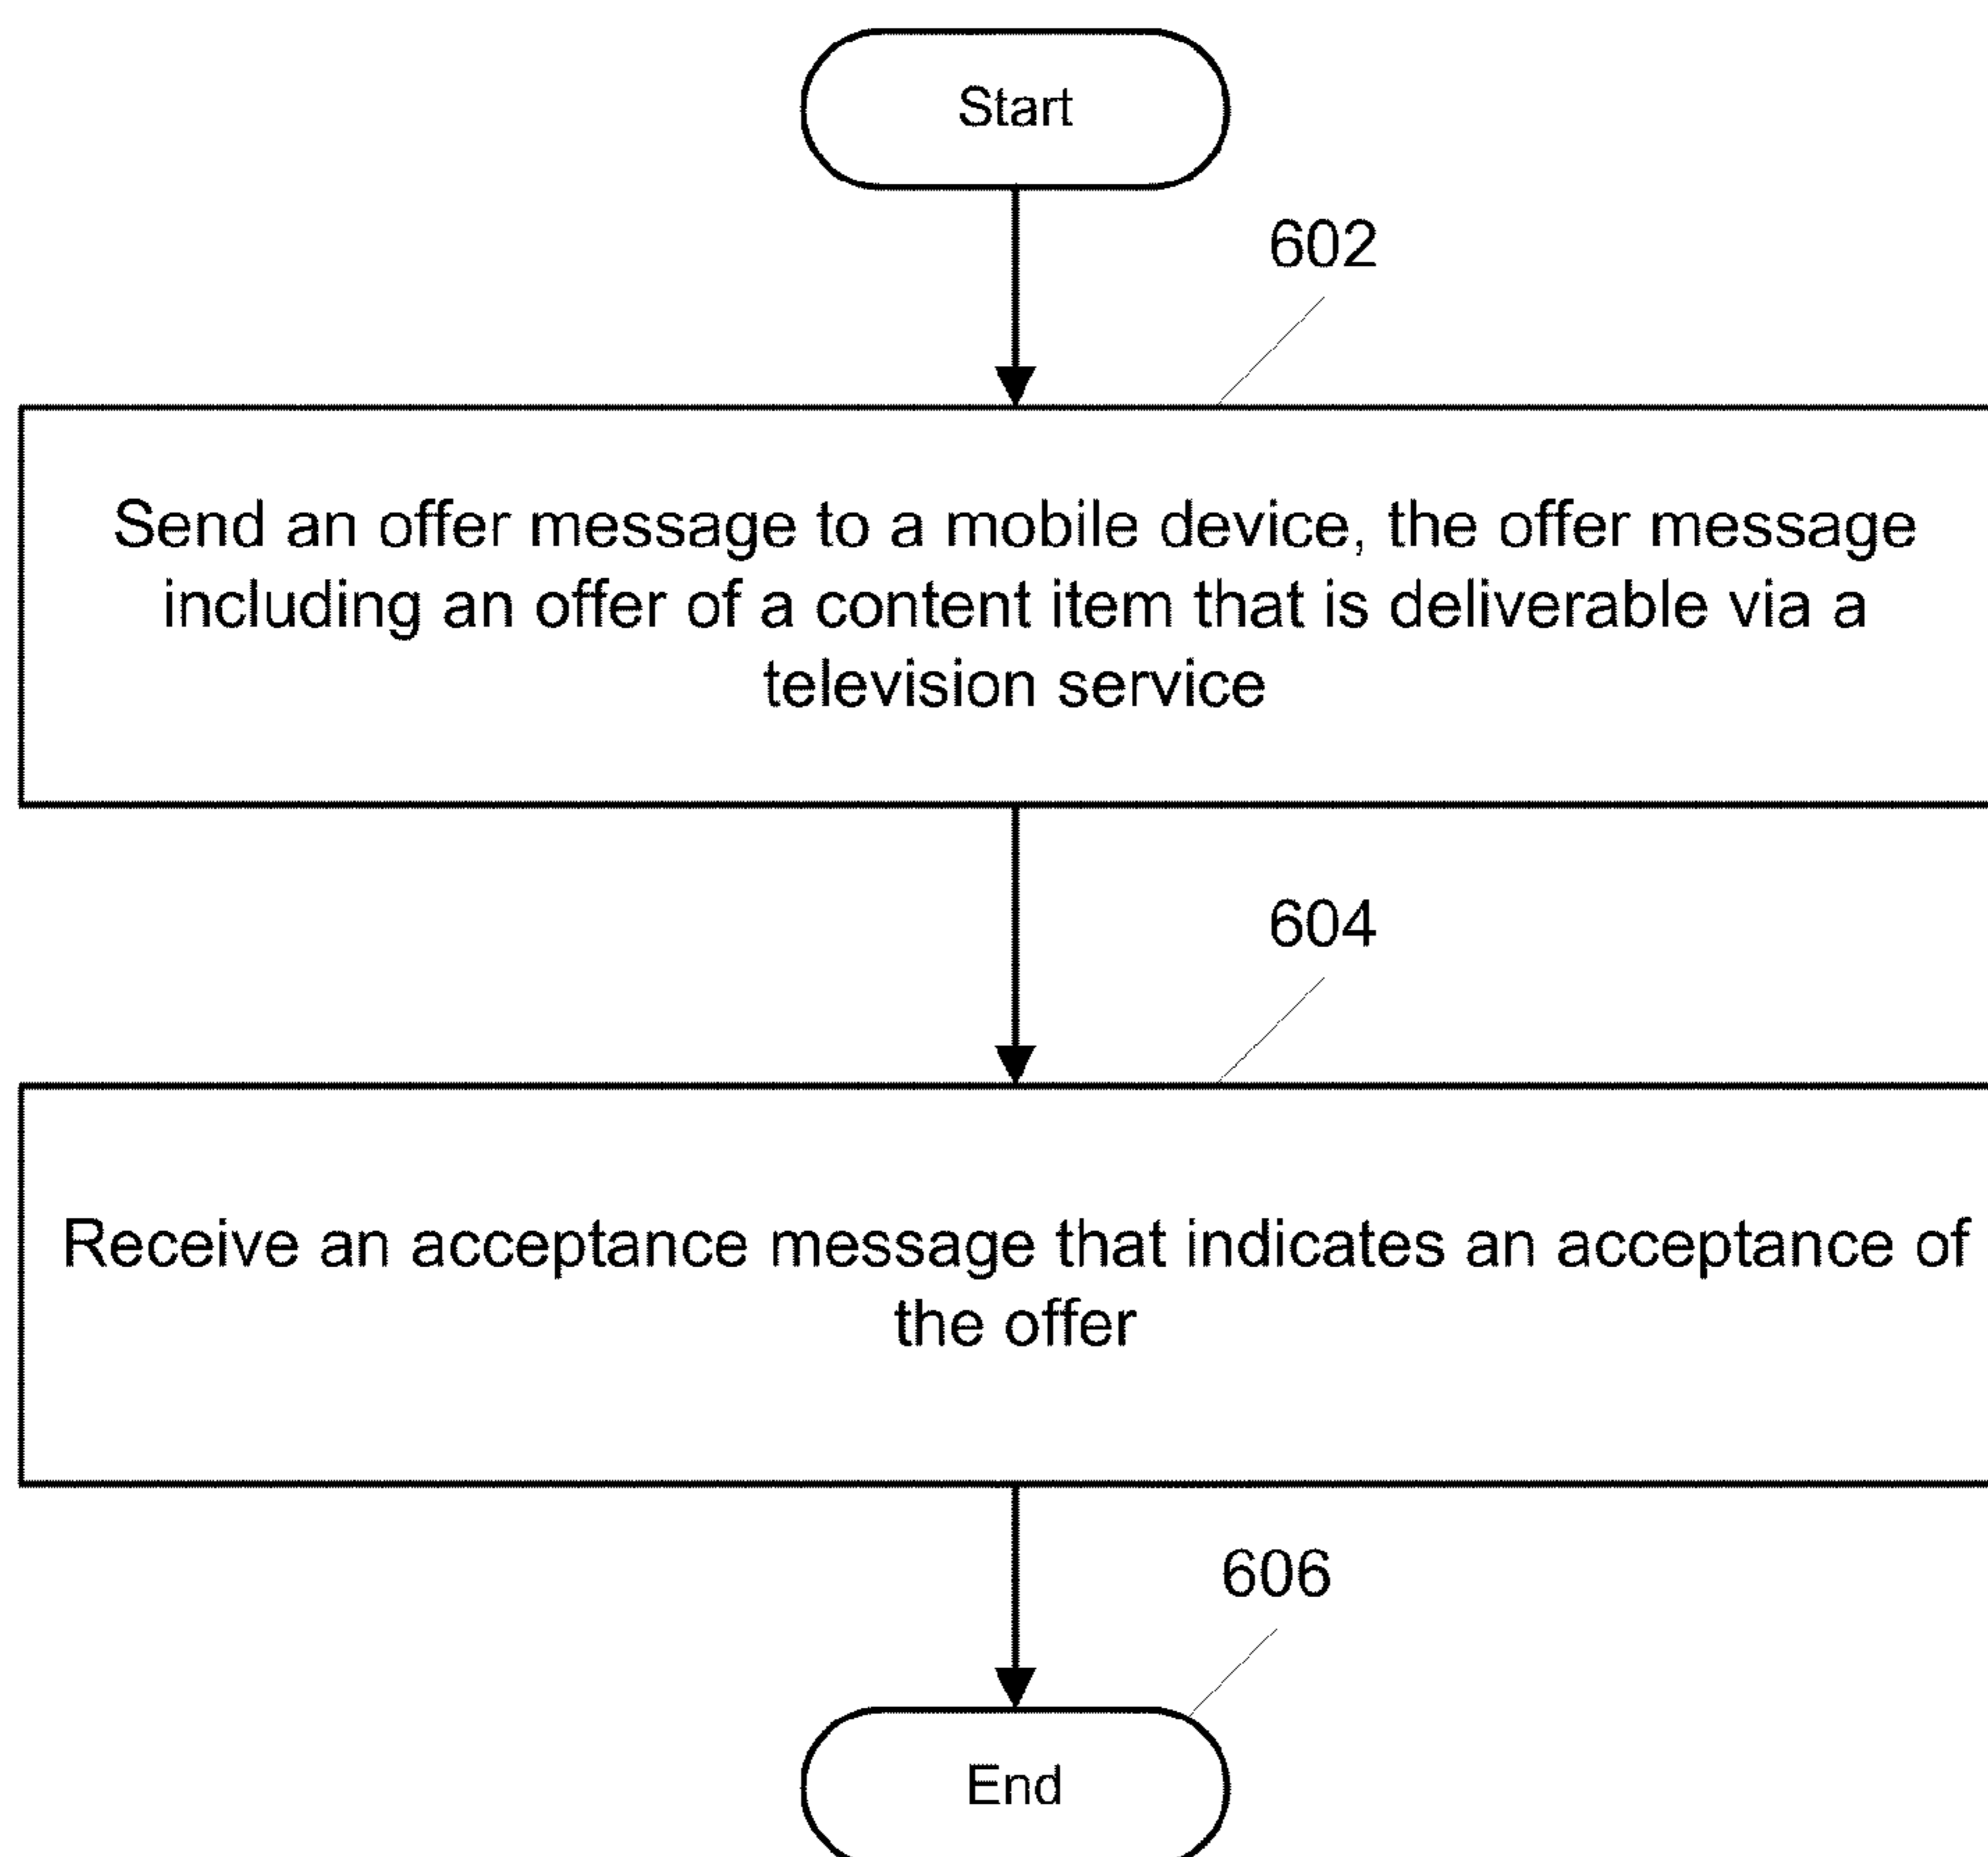 Start
602
Send an offer message to a mobile device, the offer message
including an offer of a content item that is deliverable via a
television service
604
Receive an acceptance message that indicates an acceptance of
the offer
606
End